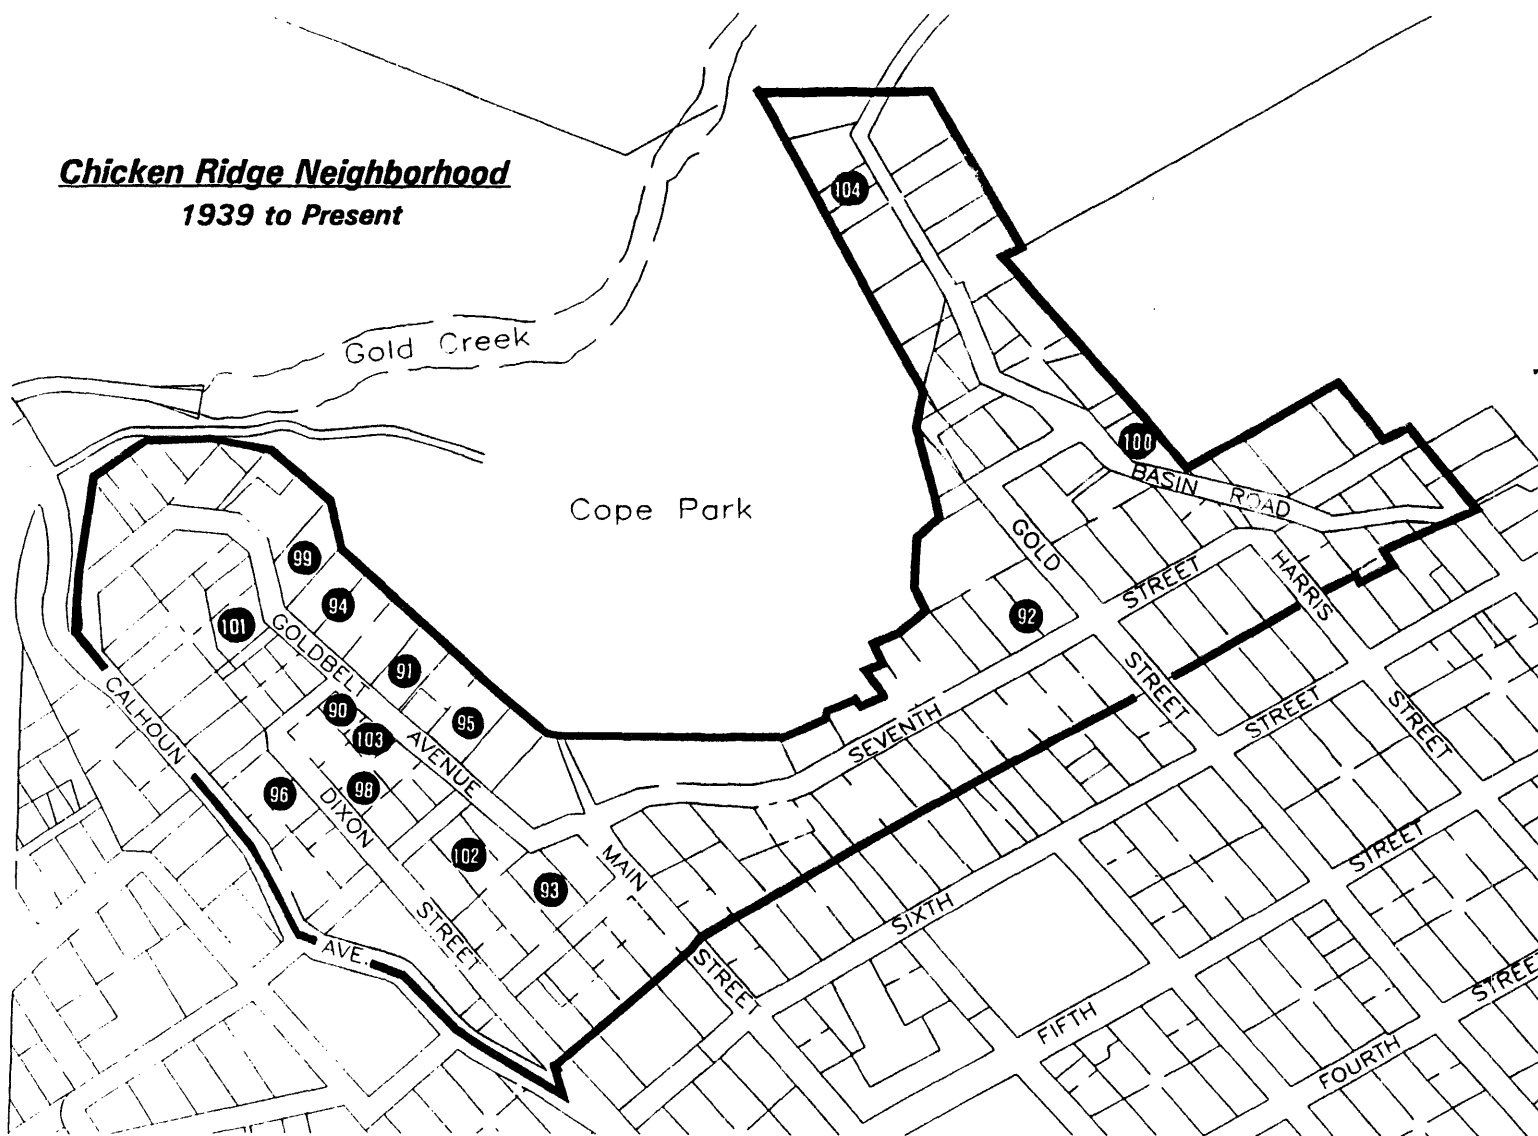 Chicken Ridge Neighborhood
1939 to Present
104
Gold Creek
Cope Park
100
BASIN ROAD
GOLD
STREET
HARRIS
STREET
STREET
92
99
94
101
GOLDBELT
AVENUE
91
90
95
103
96
98
DIXON
STREET
102
93
CALHOUN
AVE.
MAIN
STREET
SEVENTH
STREET
SIXTH
STREET
FIFTH
STREET
FOURTH